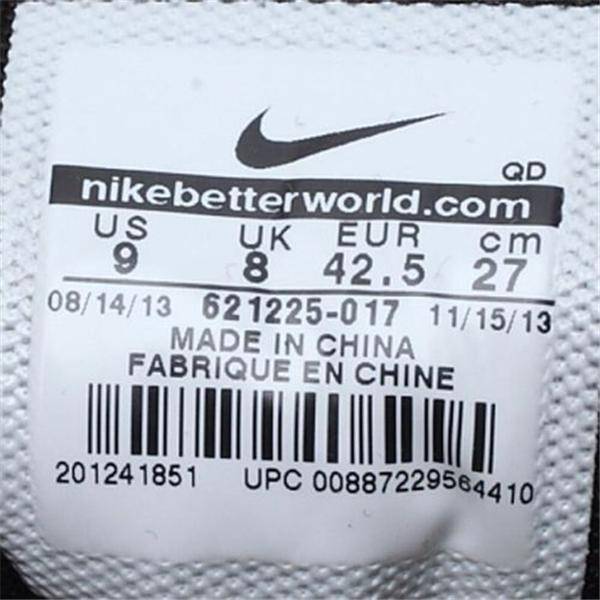 QD
nikebetterworld.com
US UK EUR cm
9 8 42.5 27
08/14/13 621225-017 11/15/13
MADE IN CHINA
FABRIQUE EN CHINE
201241851 UPC 00887229564410